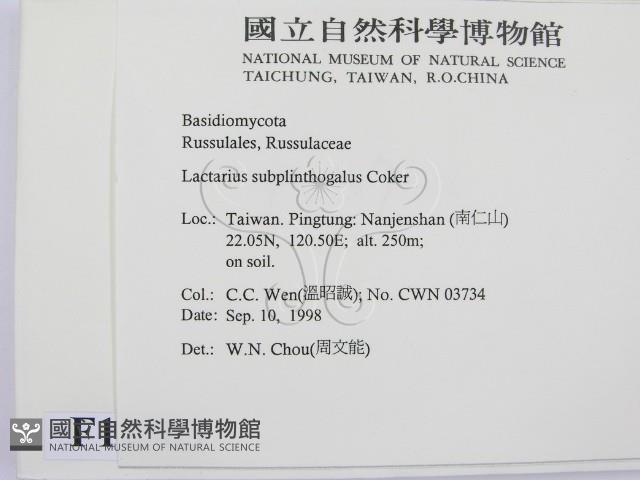 國立自然科學博物館
NATIONAL MUSEUM OF NATURAL SCIENCE
TAICHUNG, TAIWAN, R.O.CHINA
Basidiomycota
Russulales, Russulaceae
Lactarius subplinthogalus Coker
Loc.: Taiwan. Pingtung: Nanjenshan (南仁山)
22.05N, 120.50E; alt. 250m;
on soil.
Col.: C.C. Wen(溫昭誠); No. CWN 03734
Date: Sep. 10, 1998
Det.: W.N. Chou(周文能)
F1
國立自然科學博物館
NATIONAL MUSEUM OF NATURAL SCIENCE